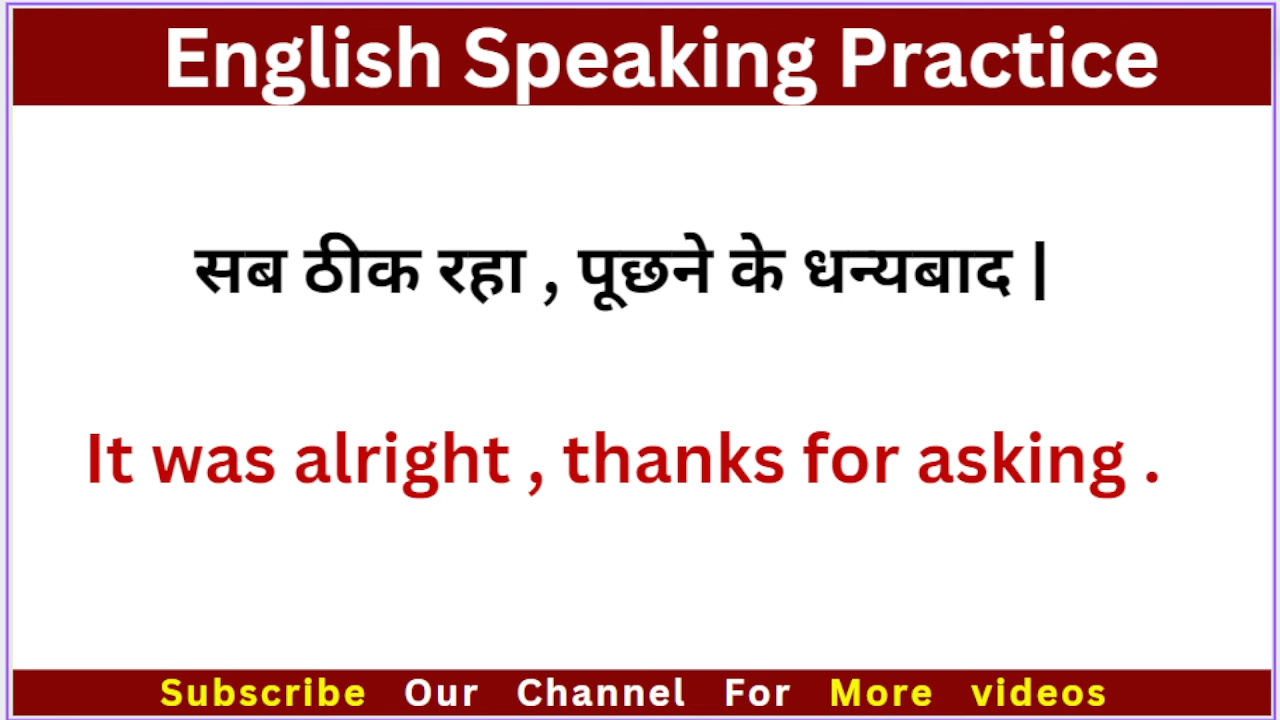 English Speaking Practice
सब ठीक रहा , पूछने के धन्यबाद |
It was alright , thanks for asking .
Subscribe Our Channel For More videos